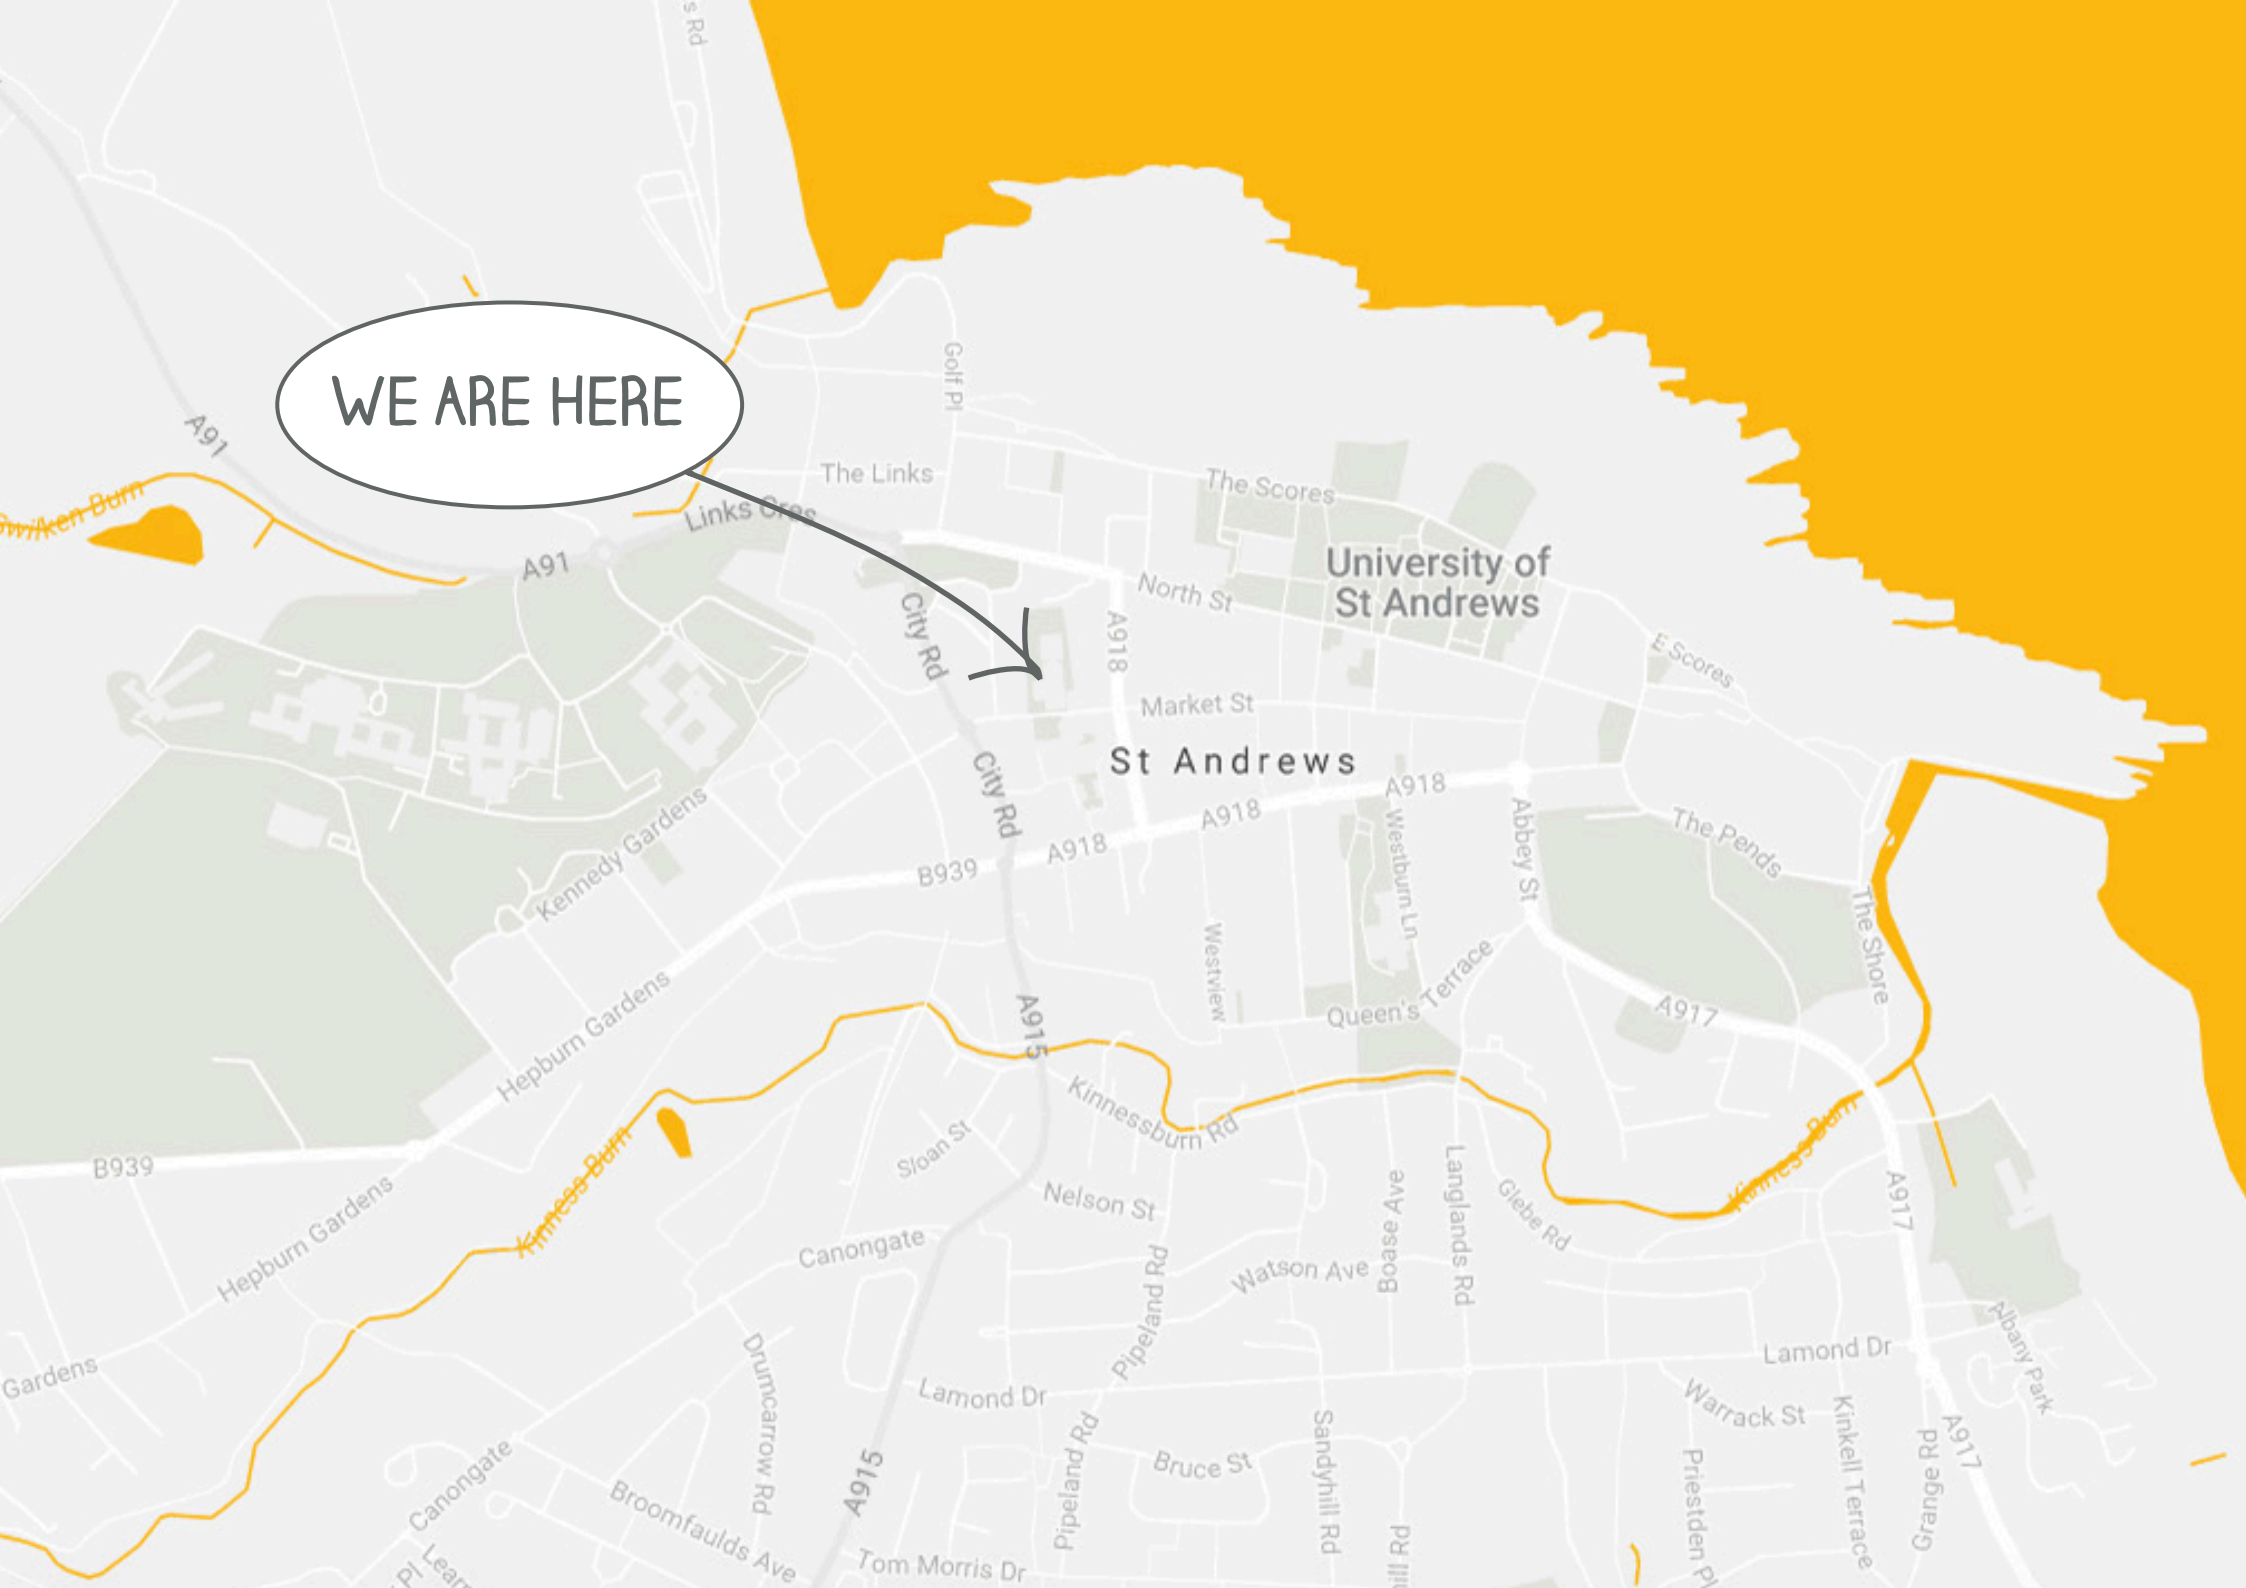 s Rd
WE ARE HERE
Golf Pl
A91
The Links
The Scores
Swilken Burn
Links Cres
A91
University of
St Andrews
North St
City Rd
A918
E Scores
Market St
St Andrews
City Rd
A918
A918
A918
B939
Kennedy Gardens
Westburn Ln
Abbey St
The Pends
The Shore
Westview
Queen's Terrace
A917
Hepburn Gardens
A915
Kinnessburn Rd
Kinness Burn
Kinness Burn
Sloan St
B939
Nelson St
Hepburn Gardens
Canongate
Boase Ave
Langlands Rd
Glebe Rd
A917
Watson Ave
Pipeland Rd
Albany Park
Lamond Dr
Gardens
Drumcarrow Rd
Lamond Dr
Warrack St
Canongate
A915
Pipeland Rd
Bruce St
Sandyhill Rd
Kinkell Terrace
Grange Rd
A917
Priestden Pl
Broomfaulds Ave
Tom Morris Dr
ill Rd
Pl
Lear